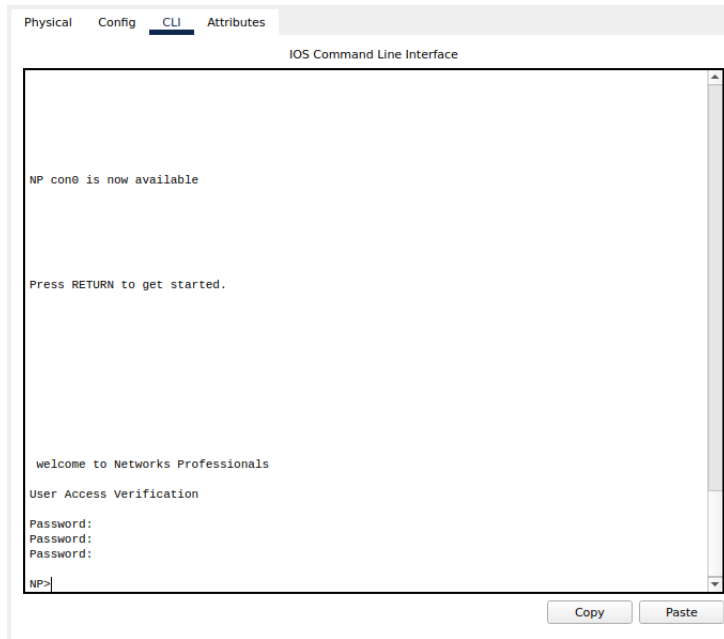 Physical Config CLI Attributes
IOS Command Line Interface
NP con0 is now available
Press RETURN to get started.
welcome to Networks Professionals
User Access Verification
Password:
Password:
Password:
NP>
Copy Paste